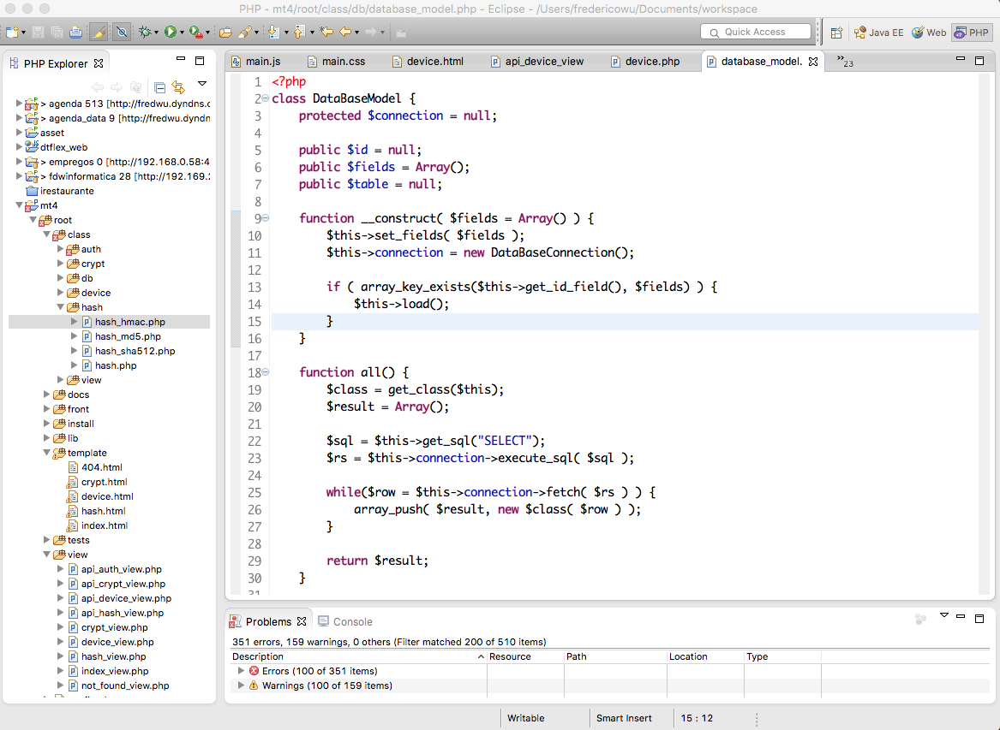 PHP - mt4/root/class/db/database_model.php - Eclipse - /Users/fredericowu/Documents/workspace
Quick Access
Java EE
Web
PHP
PHP Explorer
> agenda 513 [http://fredwu.dyndns.c
> agenda_data 9 [http://fredwu.dyndn
asset
dtflex_web
> empregos 0 [http://192.168.0.58:4
> fdwinformatica 28 [http://192.169.2
irestaurante
mt4
root
class
auth
crypt
db
device
hash
hash_hmac.php
hash_md5.php
hash_sha512.php
hash.php
view
docs
front
install
lib
template
404.html
crypt.html
device.html
hash.html
index.html
tests
view
api_auth_view.php
api_crypt_view.php
api_device_view.php
api_hash_view.php
crypt_view.php
device_view.php
hash_view.php
index_view.php
not_found_view.php
main.js
main.css
device.html
api_device_view
device.php
database_model.
»23
1 <?php
2 class DataBaseModel {
3 protected $connection = null;
4
5 public $id = null;
6 public $fields = Array();
7 public $table = null;
8
9 function __construct( $fields = Array() ) {
10 $this->set_fields( $fields );
11 $this->connection = new DataBaseConnection();
12
13 if ( array_key_exists($this->get_id_field(), $fields) ) {
14 $this->load();
15 }
16 }
17
18 function all() {
19 $class = get_class($this);
20 $result = Array();
21
22 $sql = $this->get_sql("SELECT");
23 $rs = $this->connection->execute_sql( $sql );
24
25 while($row = $this->connection->fetch( $rs ) ) {
26 array_push( $result, new $class( $row ) );
27 }
28
29 return $result;
30 }
31
Problems
Console
351 errors, 159 warnings, 0 others (Filter matched 200 of 510 items)
Description Resource Path Location Type
Errors (100 of 351 items)
Warnings (100 of 159 items)
Writable Smart Insert 15 : 12